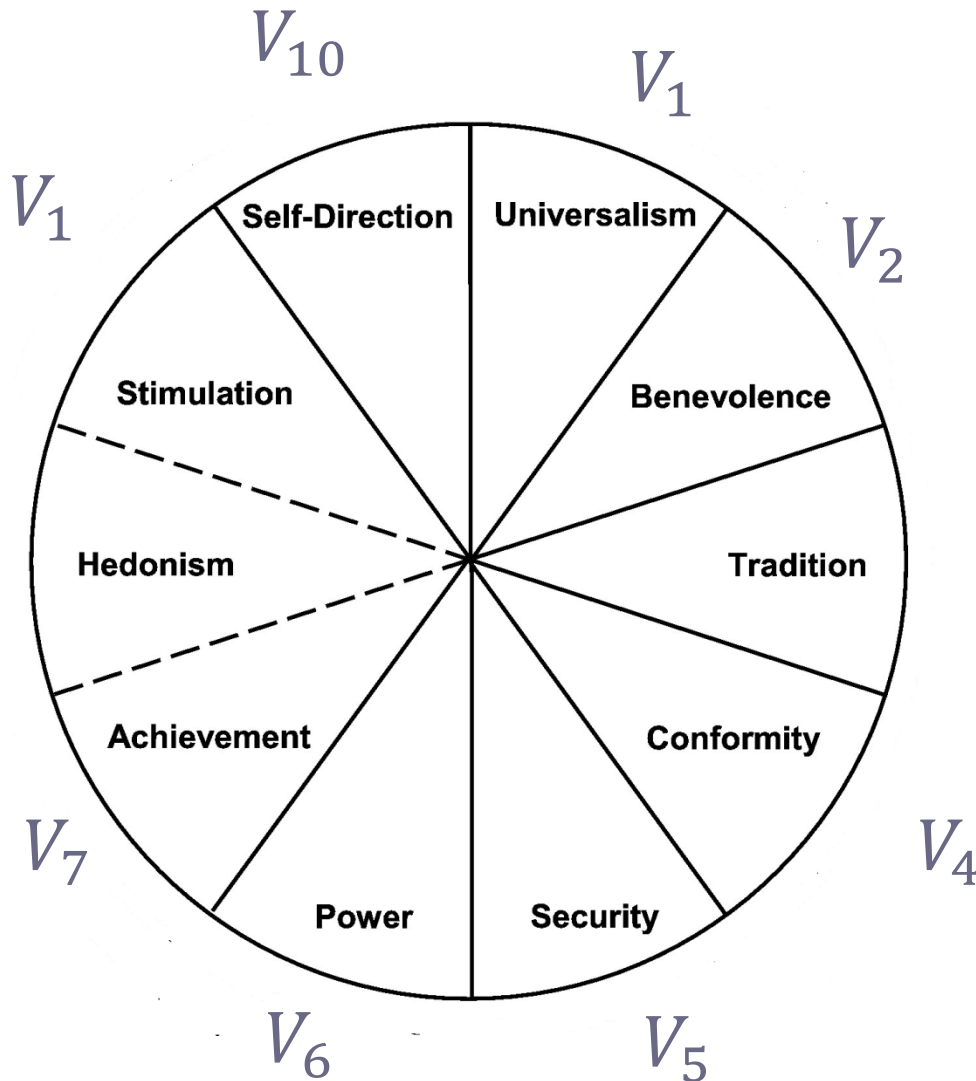 V₁₀
V₁
V₁
V₂
Self-Direction
Universalism
Stimulation
Benevolence
Hedonism
Tradition
Achievement
Conformity
V₇
V₄
Power
Security
V₆
V₅